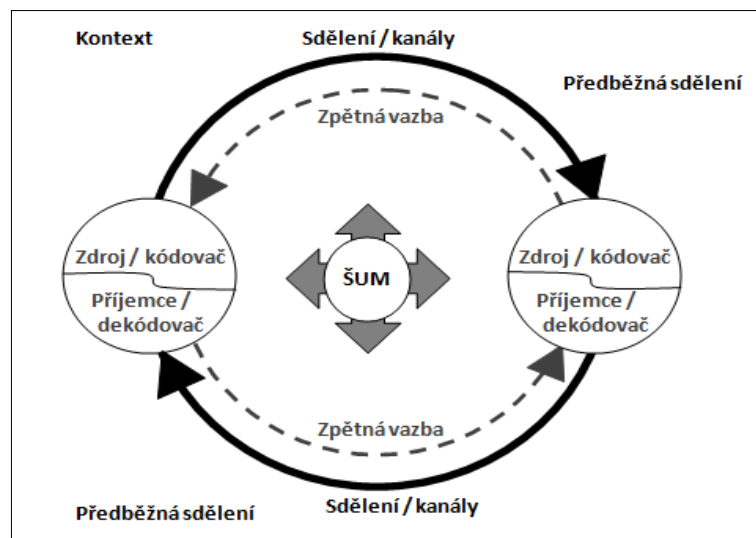 Kontext
Sdělení / kanály
Předběžná sdělení
Zpětná vazba
Zdroj / kódovač
Příjemce /
dekódovač
ŠUM
Zdroj / kódovač
Příjemce /
dekódovač
Zpětná vazba
Sdělení / kanály
Předběžná sdělení